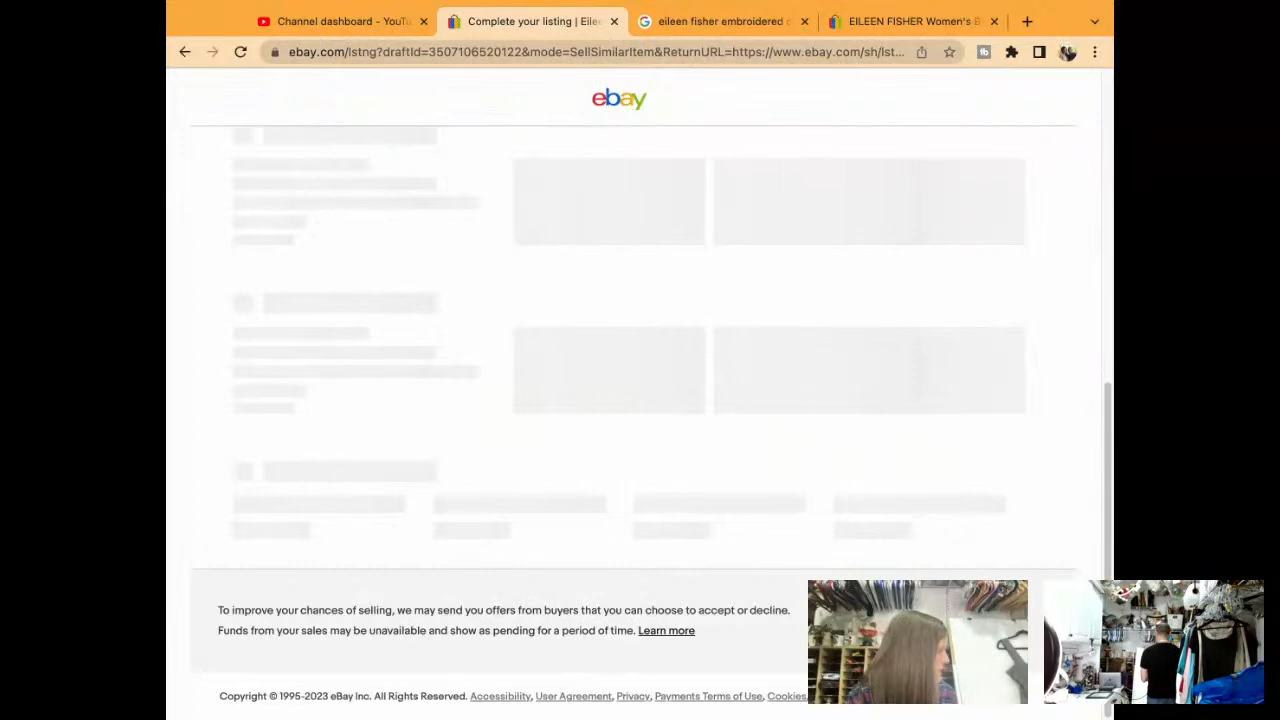 Channel dashboard - YouTu
Complete your listing | Eilee
eileen fisher embroidered c
EILEEN FISHER Women's B
ebay.com/lstng?draftId=3507106520122&mode=SellSimilarItem&ReturnURL=https://www.ebay.com/sh/lst...
ebay
To improve your chances of selling, we may send you offers from buyers that you can choose to accept or decline.
Funds from your sales may be unavailable and show as pending for a period of time. Learn more
Copyright © 1995-2023 eBay Inc. All Rights Reserved. Accessibility, User Agreement, Privacy, Payments Terms of Use, Cookies,